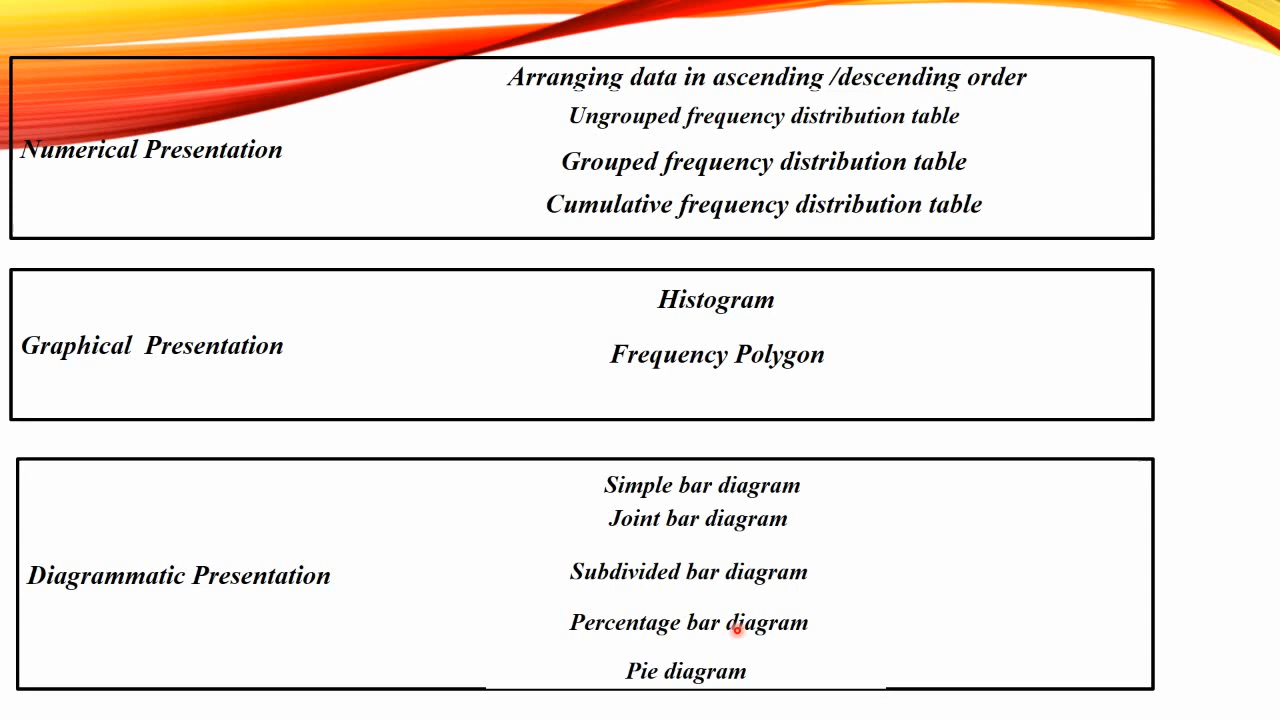 Arranging data in ascending /descending order
Ungrouped frequency distribution table
Numerical Presentation
Grouped frequency distribution table
Cumulative frequency distribution table
Histogram
Graphical Presentation
Frequency Polygon
Simple bar diagram
Joint bar diagram
Subdivided bar diagram
Diagrammatic Presentation
Percentage bar diagram
Pie diagram